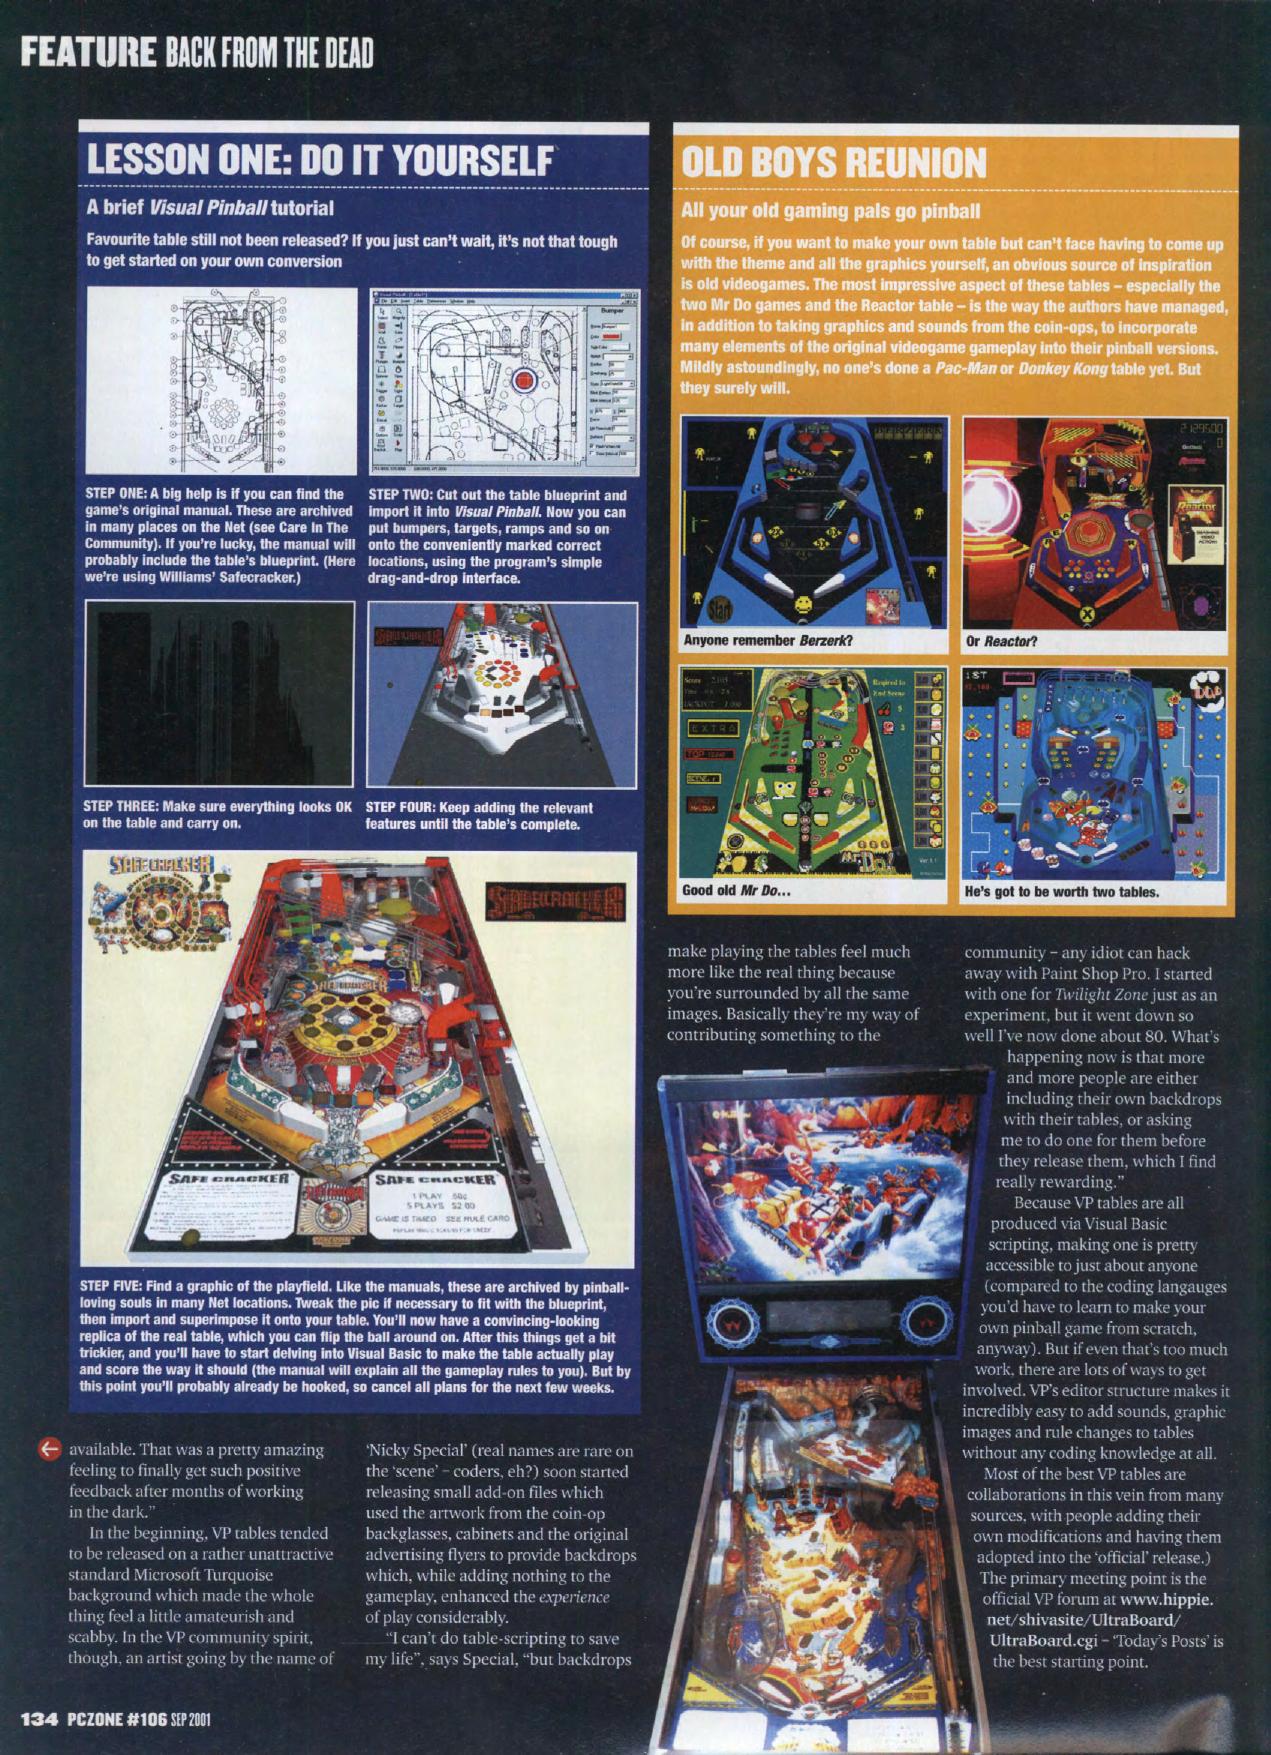 FEATURE BACK FROM THE DEAD
LESSON ONE: DO IT YOURSELF
A brief Visual Pinball tutorial
Favourite table still not been released? If you just can't wait, it's not that tough
to get started on your own conversion
Bumper
STEP ONE: A big help is if you can find the
game's original manual. These are archived
in many places on the Net (see Care In The
Community). If you're lucky, the manual will
probably include the table's blueprint. (Here
we're using Williams' Safecracker.)
STEP TWO: Cut out the table blueprint and
import it into Visual Pinball. Now you can
put bumpers, targets, ramps and so on
onto the conveniently marked correct
locations, using the program's simple
drag-and-drop interface.
STEP THREE: Make sure everything looks OK
on the table and carry on.
STEP FOUR: Keep adding the relevant
features until the table's complete.
SAFE CRACKER
SAFECRACKER
SAFE CRACKER
SAFE CRACKER
SAFE CRACKER
1 PLAY 50¢
5 PLAYS $2.00
GAME IS TIMED SEE RULE CARD
STEP FIVE: Find a graphic of the playfield. Like the manuals, these are archived by pinball-
loving souls in many Net locations. Tweak the pic if necessary to fit with the blueprint,
then import and superimpose it onto your table. You'll now have a convincing-looking
replica of the real table, which you can flip the ball around on. After this things get a bit
trickier, and you'll have to start delving into Visual Basic to make the table actually play
and score the way it should (the manual will explain all the gameplay rules to you). But by
this point you'll probably already be hooked, so cancel all plans for the next few weeks.
OLD BOYS REUNION
All your old gaming pals go pinball
Of course, if you want to make your own table but can't face having to come up
with the theme and all the graphics yourself, an obvious source of inspiration
is old videogames. The most impressive aspect of these tables – especially the
two Mr Do games and the Reactor table – is the way the authors have managed,
in addition to taking graphics and sounds from the coin-ops, to incorporate
many elements of the original videogame gameplay into their pinball versions.
Mildly astoundingly, no one's done a Pac-Man or Donkey Kong table yet. But
they surely will.
Start
Anyone remember Berzerk?
Reactor
Or Reactor?
Score
Required to
End Scene
5
3
EXTRA
TOP
Mr Do!
Ver 1.1
Good old Mr Do...
1ST
He's got to be worth two tables.
available. That was a pretty amazing
feeling to finally get such positive
feedback after months of working
in the dark."
In the beginning, VP tables tended
to be released on a rather unattractive
standard Microsoft Turquoise
background which made the whole
thing feel a little amateurish and
scabby. In the VP community spirit,
though, an artist going by the name of
'Nicky Special' (real names are rare on
the 'scene' – coders, eh?) soon started
releasing small add-on files which
used the artwork from the coin-op
backglasses, cabinets and the original
advertising flyers to provide backdrops
which, while adding nothing to the
gameplay, enhanced the experience
of play considerably.
"I can't do table-scripting to save
my life", says Special, "but backdrops
make playing the tables feel much
more like the real thing because
you're surrounded by all the same
images. Basically they're my way of
contributing something to the
community – any idiot can hack
away with Paint Shop Pro. I started
with one for Twilight Zone just as an
experiment, but it went down so
well I've now done about 80. What's
happening now is that more
and more people are either
including their own backdrops
with their tables, or asking
me to do one for them before
they release them, which I find
really rewarding."
Because VP tables are all
produced via Visual Basic
scripting, making one is pretty
accessible to just about anyone
(compared to the coding langauges
you'd have to learn to make your
own pinball game from scratch,
anyway). But if even that's too much
work, there are lots of ways to get
involved. VP's editor structure makes it
incredibly easy to add sounds, graphic
images and rule changes to tables
without any coding knowledge at all.
Most of the best VP tables are
collaborations in this vein from many
sources, with people adding their
own modifications and having them
adopted into the 'official' release.)
The primary meeting point is the
official VP forum at www.hippie.
net/shivasite/UltraBoard/
UltraBoard.cgi – 'Today's Posts' is
the best starting point.
134 PCZONE #106 SEP 2001